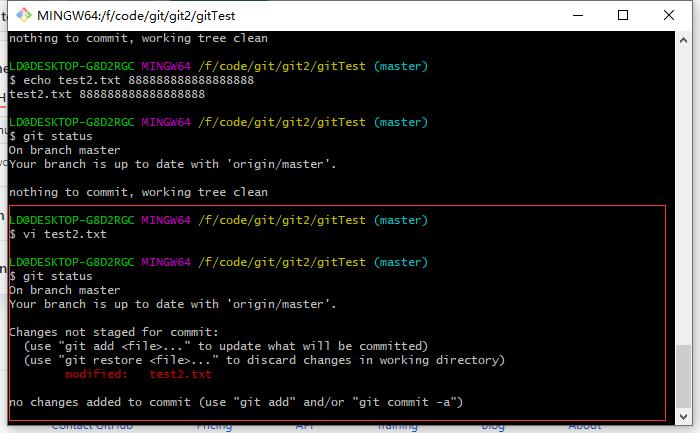 MINGW64:/f/code/git/git2/gitTest
nothing to commit, working tree clean
LD@DESKTOP-G8D2RGC MINGW64 /f/code/git/git2/gitTest (master)
$ echo test2.txt 888888888888888888
test2.txt 888888888888888888
LD@DESKTOP-G8D2RGC MINGW64 /f/code/git/git2/gitTest (master)
$ git status
On branch master
Your branch is up to date with 'origin/master'.
nothing to commit, working tree clean
LD@DESKTOP-G8D2RGC MINGW64 /f/code/git/git2/gitTest (master)
$ vi test2.txt
LD@DESKTOP-G8D2RGC MINGW64 /f/code/git/git2/gitTest (master)
$ git status
On branch master
Your branch is up to date with 'origin/master'.
Changes not staged for commit:
(use "git add <file>..." to update what will be committed)
(use "git restore <file>..." to discard changes in working directory)
modified: test2.txt
no changes added to commit (use "git add" and/or "git commit -a")
Contact GitHub Pricing API Training Blog About